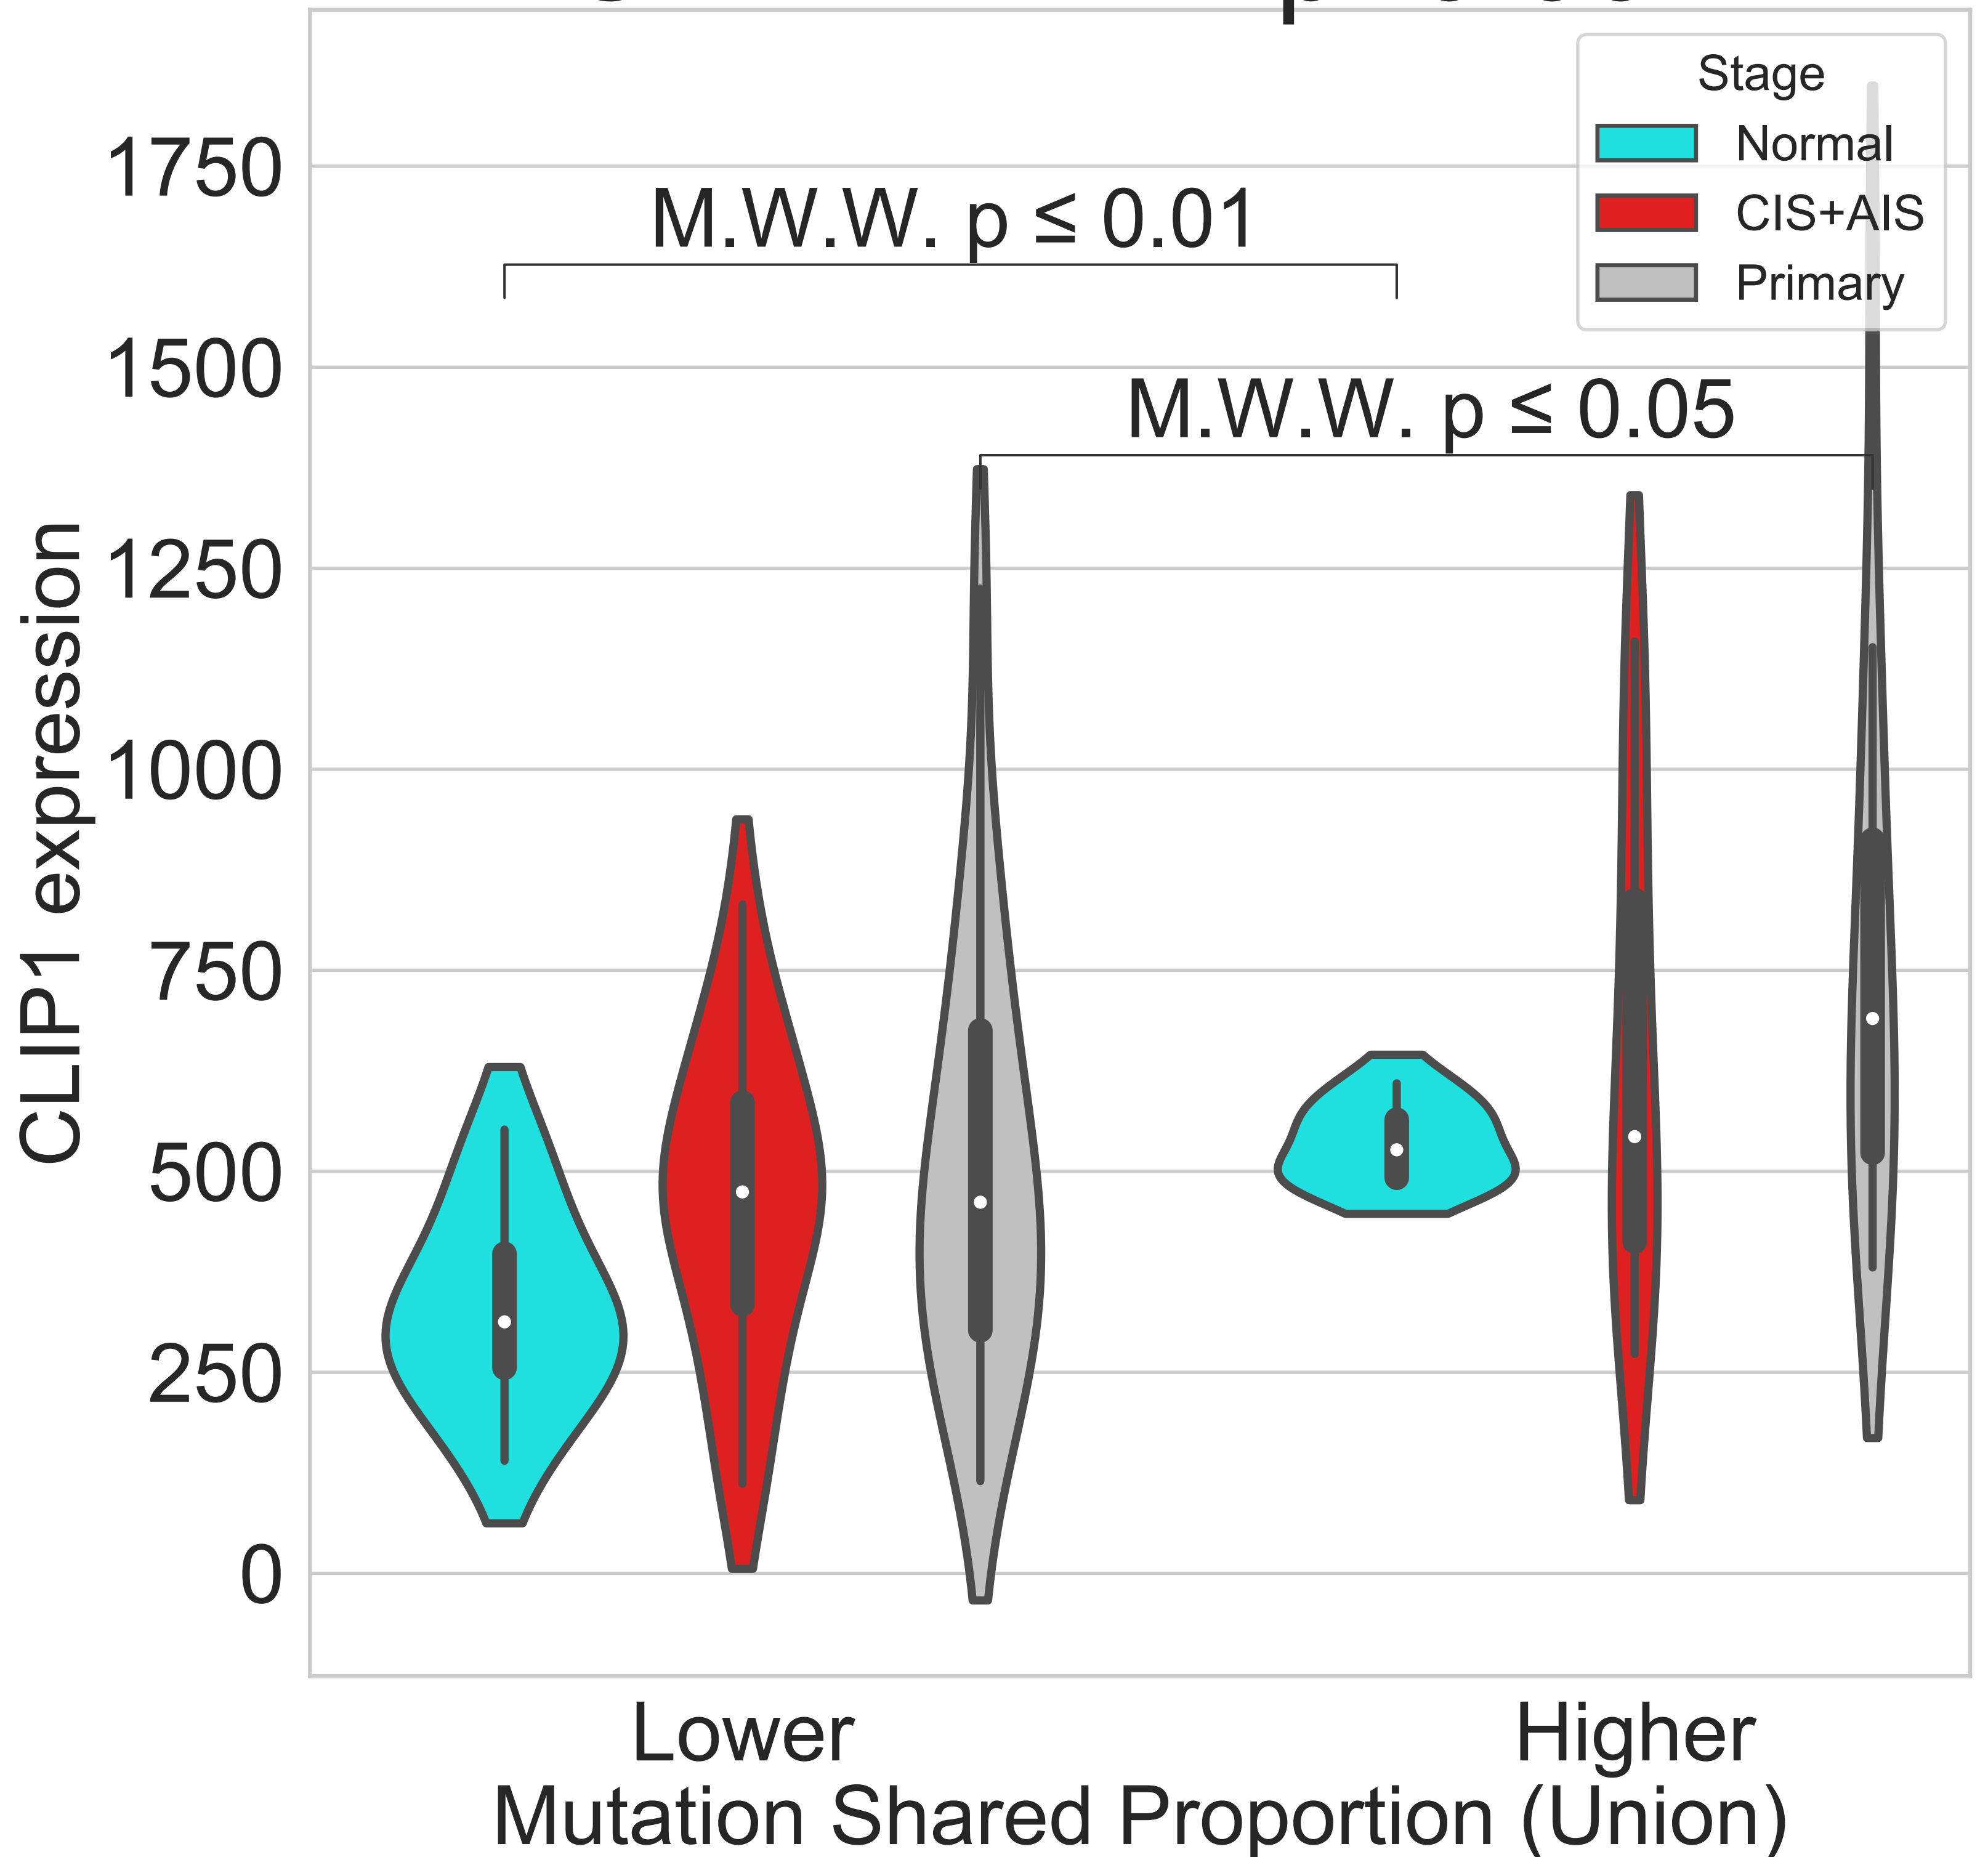 Stage
Normal
CIS+AIS
Primary
M.W.W. p ≤ 0.01
M.W.W. p ≤ 0.05
1750
1500
1250
1000
750
500
250
0
CLIP1 expression
Lower
Higher
Mutation Shared Proportion (Union)